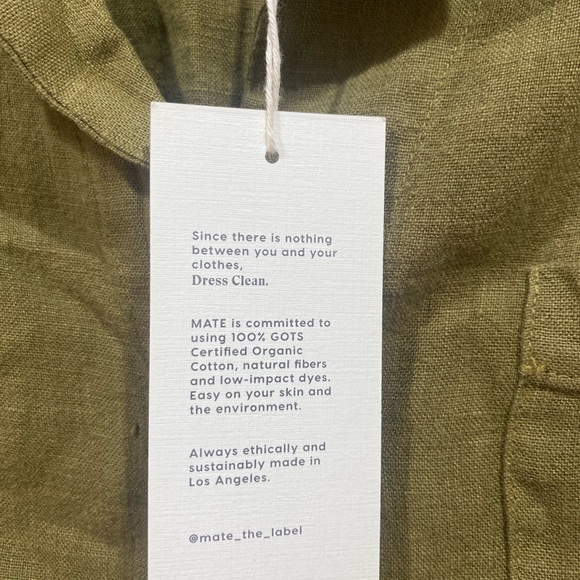 Since there is nothing
between you and your
clothes,
Dress Clean.
MATE is committed to
using 100% GOTS
Certified Organic
Cotton, natural fibers
and low-impact dyes.
Easy on your skin and
the environment.
Always ethically and
sustainably made in
Los Angeles.
@mate_the_label